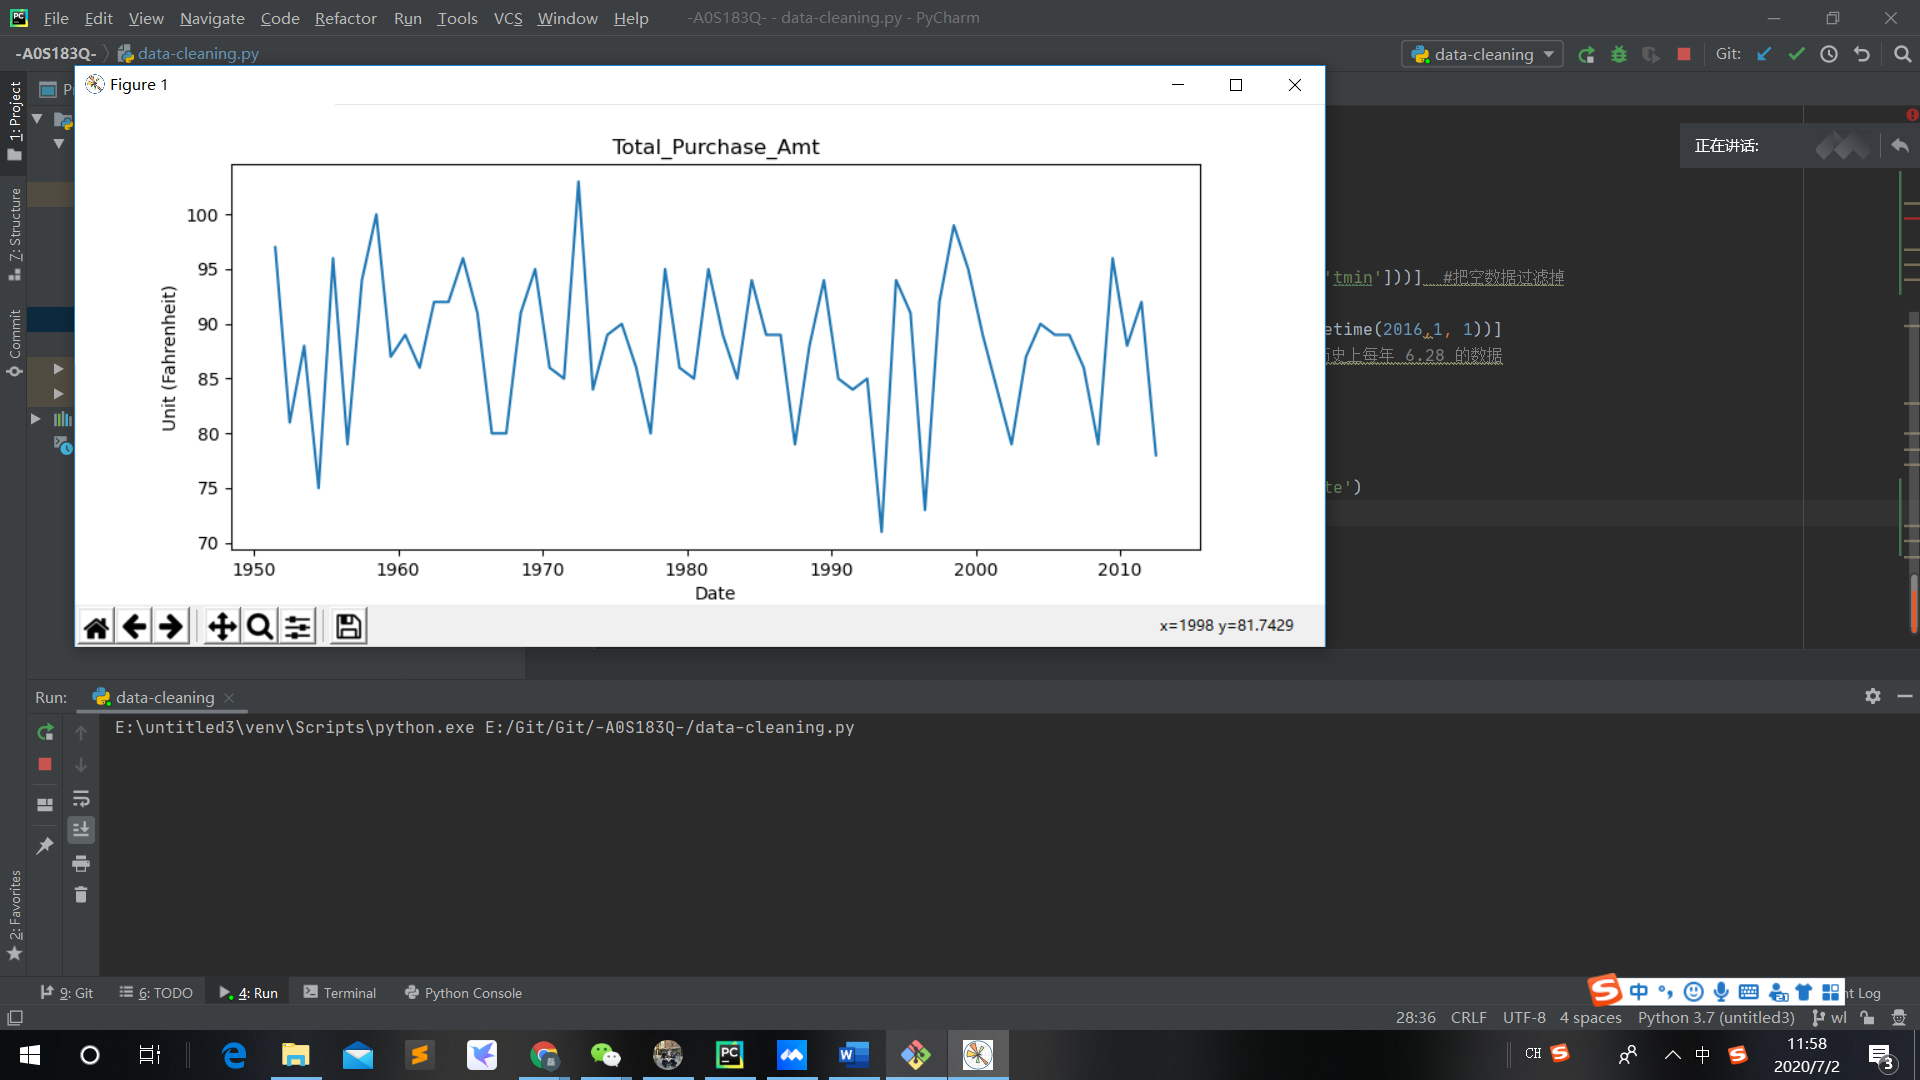 File Edit View Navigate Code Refactor Run Tools VCS Window Help -A0S183Q- - data-cleaning.py - PyCharm
-A0S183Q- data-cleaning.py data-cleaning Git:
Figure 1
1: Project
7: Structure
Commit
2: Favorites
正在讲话:
Total_Purchase_Amt
Unit (Fahrenheit)
100
95
90
85
80
75
70
1950 1960 1970 1980 1990 2000 2010
Date
x=1998 y=81.7429
'tmin']))] #把空数据过滤掉
etime(2016,1, 1))]
历史上每年 6.28 的数据
te')
Run: data-cleaning
E:\untitled3\venv\Scripts\python.exe E:/Git/Git/-A0S183Q-/data-cleaning.py
9: Git 6: TODO 4: Run Terminal Python Console
中
nt Log
28:36 CRLF UTF-8 4 spaces Python 3.7 (untitled3) wl
CH 中 11:58
2020/7/2 3